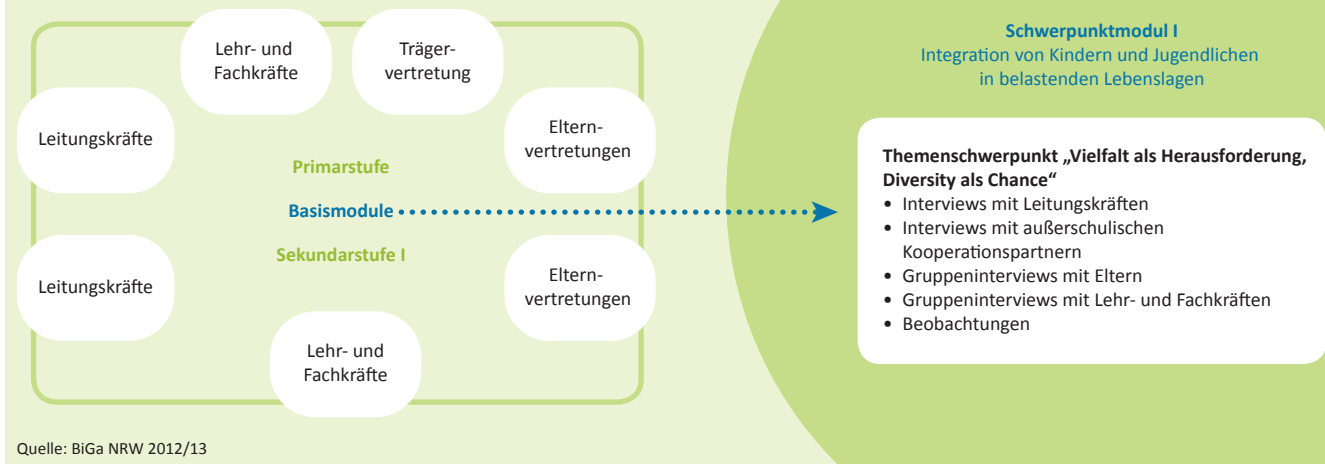 Lehr- und
Fachkräfte
Träger-
vertretung
Leitungskräfte
Eltern-
vertretungen
Primarstufe
Basismodule
Sekundarstufe I
Leitungskräfte
Eltern-
vertretungen
Lehr- und
Fachkräfte
Schwerpunktmodul I
Integration von Kindern und Jugendlichen
in belastenden Lebenslagen
Themenschwerpunkt „Vielfalt als Herausforderung,
Diversity als Chance“
• Interviews mit Leitungskräften
• Interviews mit außerschulischen
Kooperationspartnern
• Gruppeninterviews mit Eltern
• Gruppeninterviews mit Lehr- und Fachkräften
• Beobachtungen
Quelle: BiGa NRW 2012/13